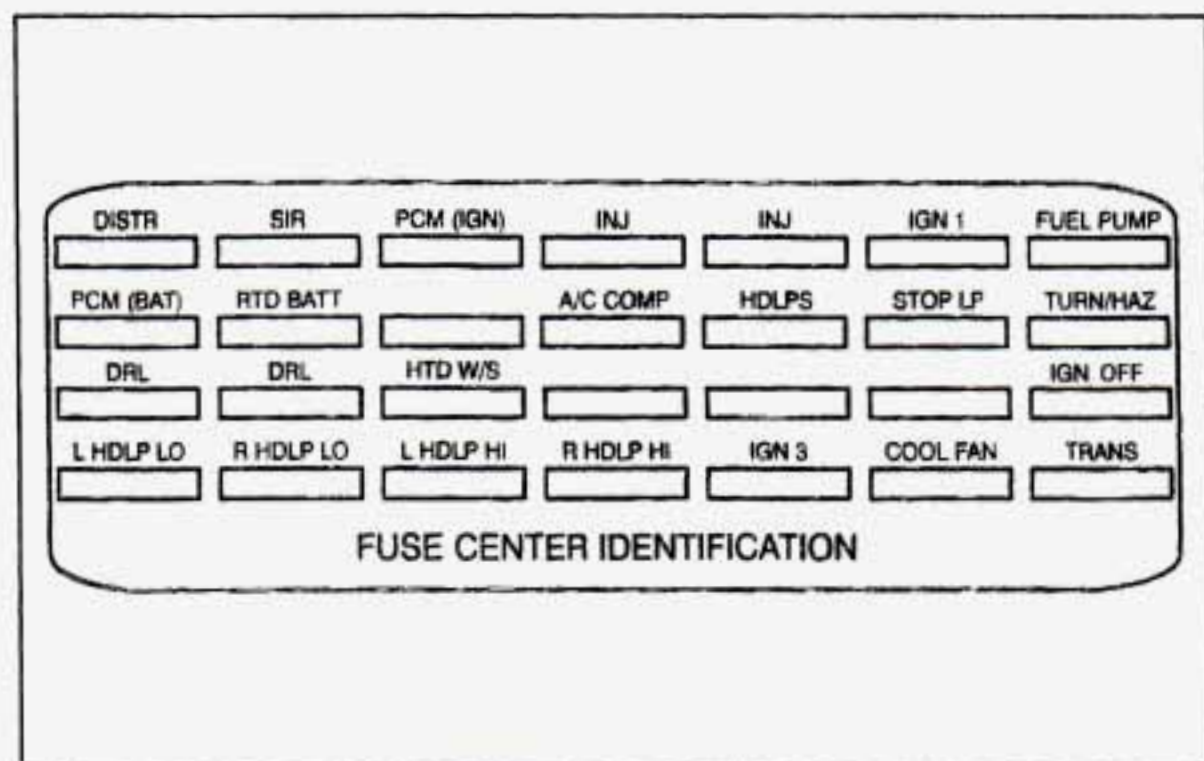 DISTR SIR PCM (IGN) INJ INJ IGN 1 FUEL PUMP
PCM (BAT) RTD BATT A/C COMP HDLPS STOP LP TURN/HAZ
DRL DRL HTD W/S IGN OFF
L HDLP LO R HDLP LO L HDLP HI R HDLP HI IGN 3 COOL FAN TRANS
FUSE CENTER IDENTIFICATION